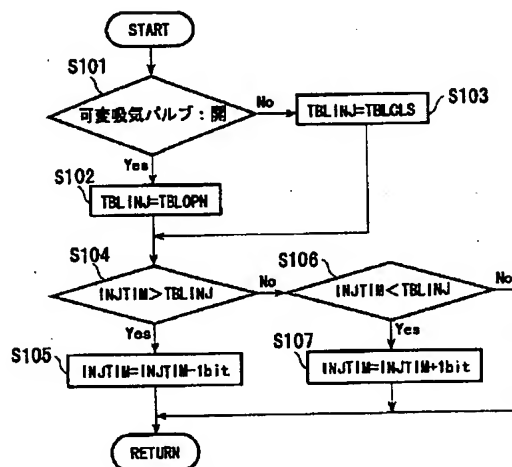 START
S101
可変吸気バルブ：開
No
TBLINJ=TBLCLS
S103
Yes
S102
TBLINJ=TBLOPN
S104
INJTIM>TBLINJ
No
S106
INJTIM<TBLINJ
No
Yes
S105
INJTIM=INJTIM-1bit
Yes
S107
INJTIM=INJTIM+1bit
RETURN